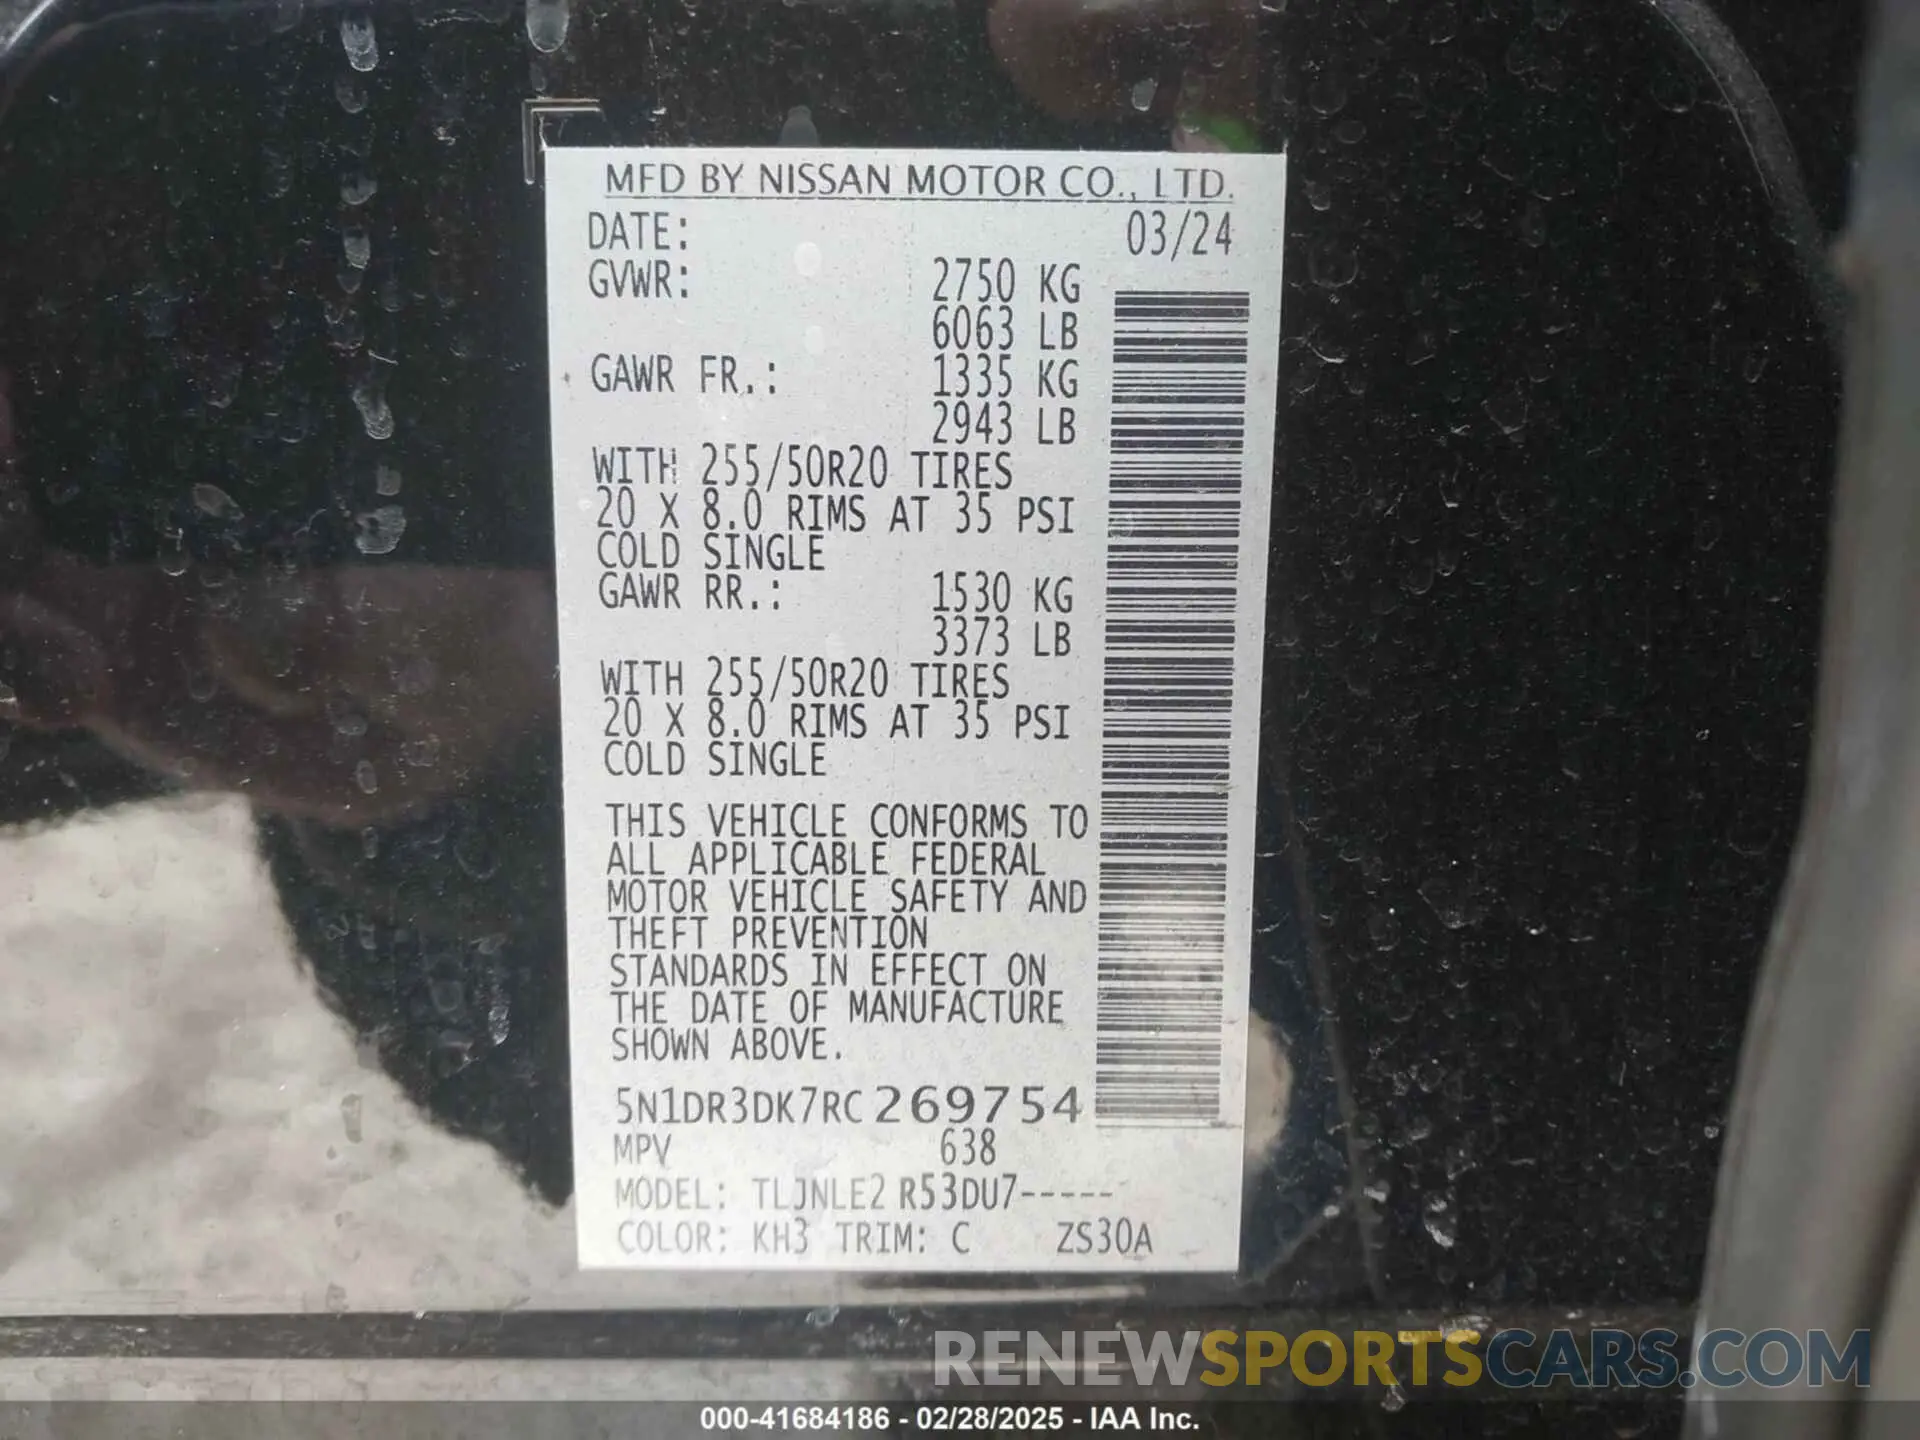 MFD BY NISSAN MOTOR CO., LTD.
DATE: 03/24
GVWR: 2750 KG
6063 LB
GAWR FR.: 1335 KG
2943 LB
WITH 255/50R20 TIRES
20 X 8.0 RIMS AT 35 PSI
COLD SINGLE
GAWR RR.: 1530 KG
3373 LB
WITH 255/50R20 TIRES
20 X 8.0 RIMS AT 35 PSI
COLD SINGLE
THIS VEHICLE CONFORMS TO
ALL APPLICABLE FEDERAL
MOTOR VEHICLE SAFETY AND
THEFT PREVENTION
STANDARDS IN EFFECT ON
THE DATE OF MANUFACTURE
SHOWN ABOVE.
5N1DR3DK7RC269754
MPV 638
MODEL: TLJNLE2 R53DU7-----
COLOR: KH3 TRIM: C ZS30A
RENEWSPORTSCARS.COM
000-41684186 - 02/28/2025 - IAA Inc.